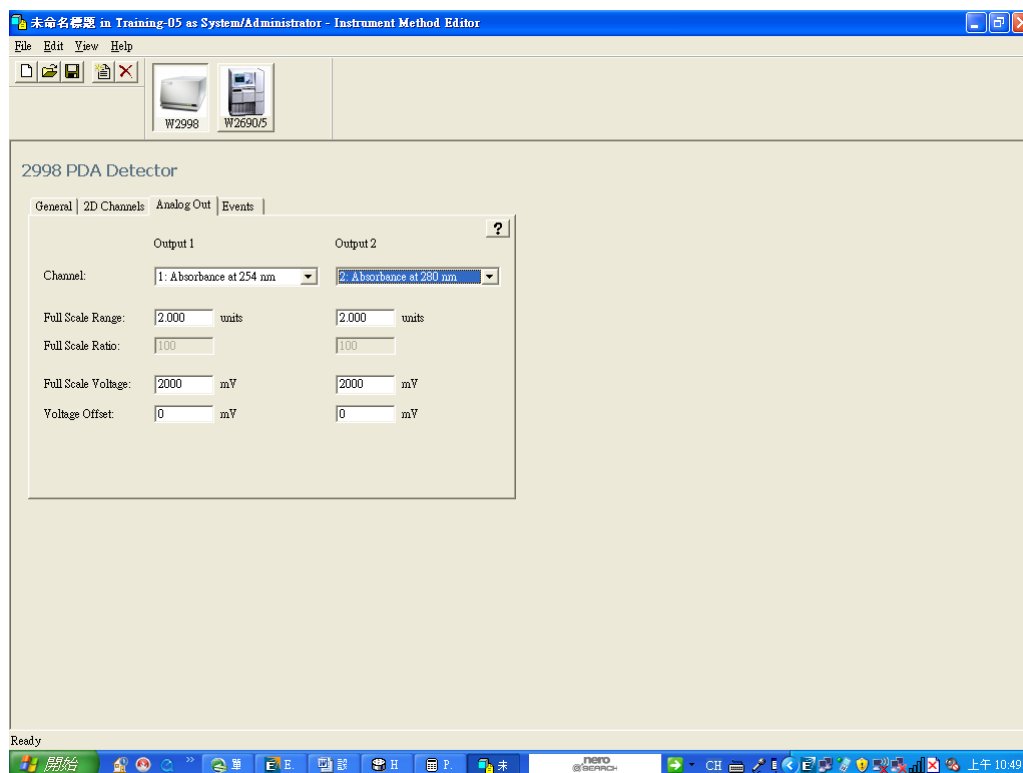 未命名標題 in Training-05 as System/Administrator - Instrument Method Editor
File Edit View Help
W2998 W2690/5
2998 PDA Detector
General 2D Channels Analog Out Events
?
Output 1 Output 2
Channel: 1: Absorbance at 254 nm 2: Absorbance at 280 nm
Full Scale Range: 2.000 units 2.000 units
Full Scale Ratio: 100 100
Full Scale Voltage: 2000 mV 2000 mV
Voltage Offset: 0 mV 0 mV
Ready
開始 » 單 E. 設 H P. 未 nero @SEARCH CH 上午 10:49